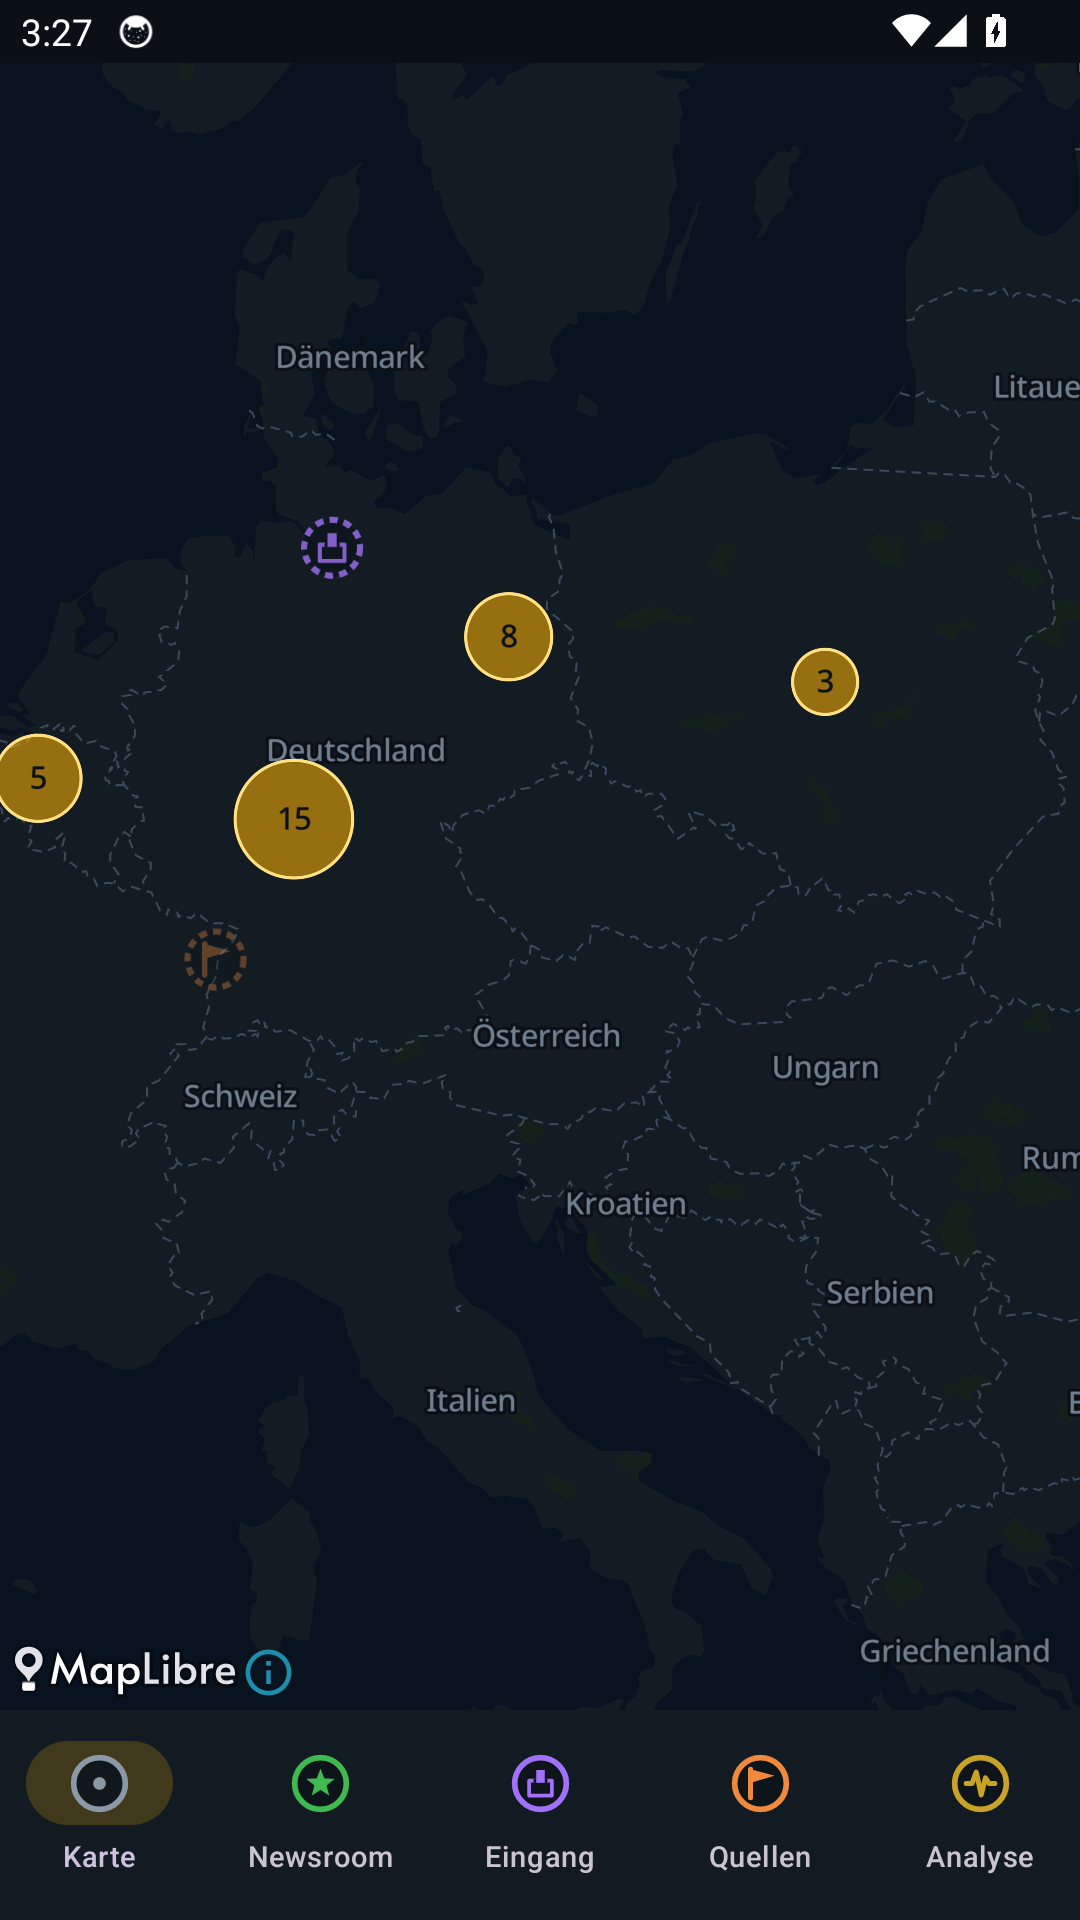 3:27
Dänemark
Litaue
8
3
Deutschland
5
15
Österreich
Ungarn
Schweiz
Rum
Kroatien
Serbien
Italien
Griechenland
MapLibre
Karte
Newsroom
Eingang
Quellen
Analyse